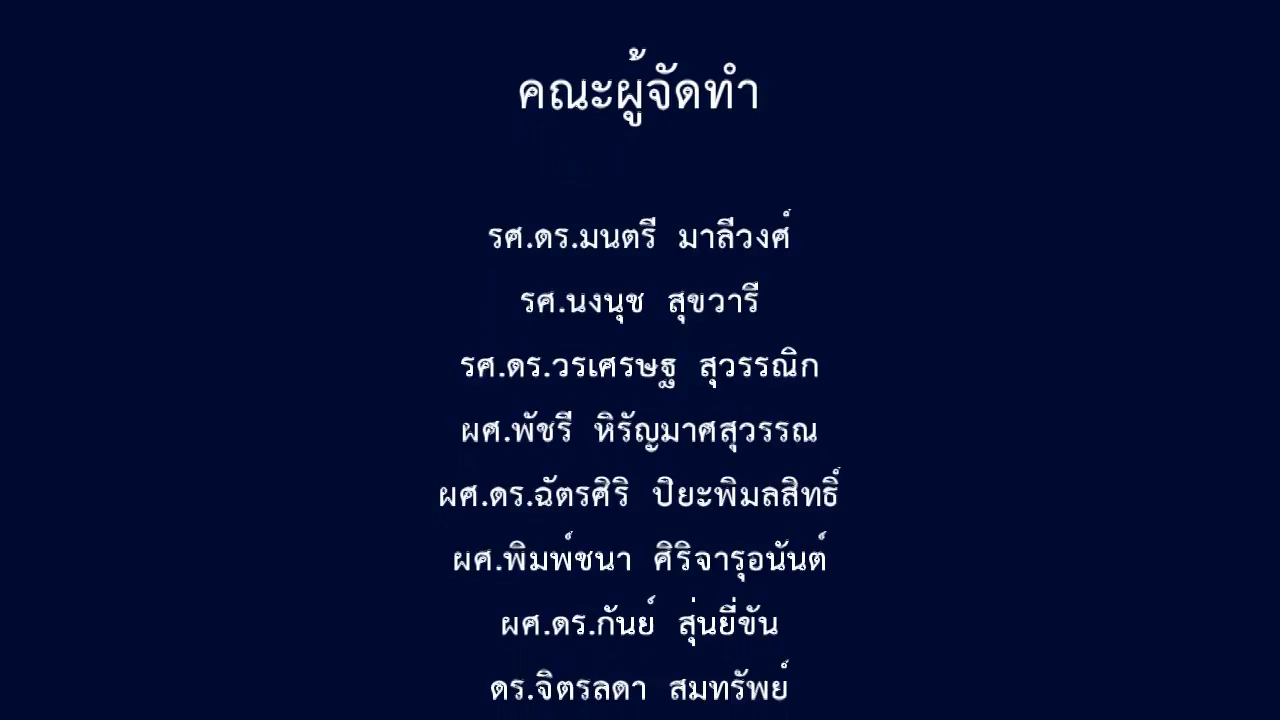 คณะผู้จัดทำ
รศ.ดร.มนตรี มาลีวงศ์
รศ.นงนุช สุขวารี
รศ.ดร.วรเศรษฐ สุวรรณิก
ผศ.พัชรี หิรัญมาศสุวรรณ
ผศ.ดร.ฉัตรศิริ ปิยะพิมลสิทธิ์
ผศ.พิมพ์ชนา ศิริจารุอนันต์
ผศ.ดร.กันย์ สุ่นยี่ขัน
ดร.จิตรลดา สมทรัพย์